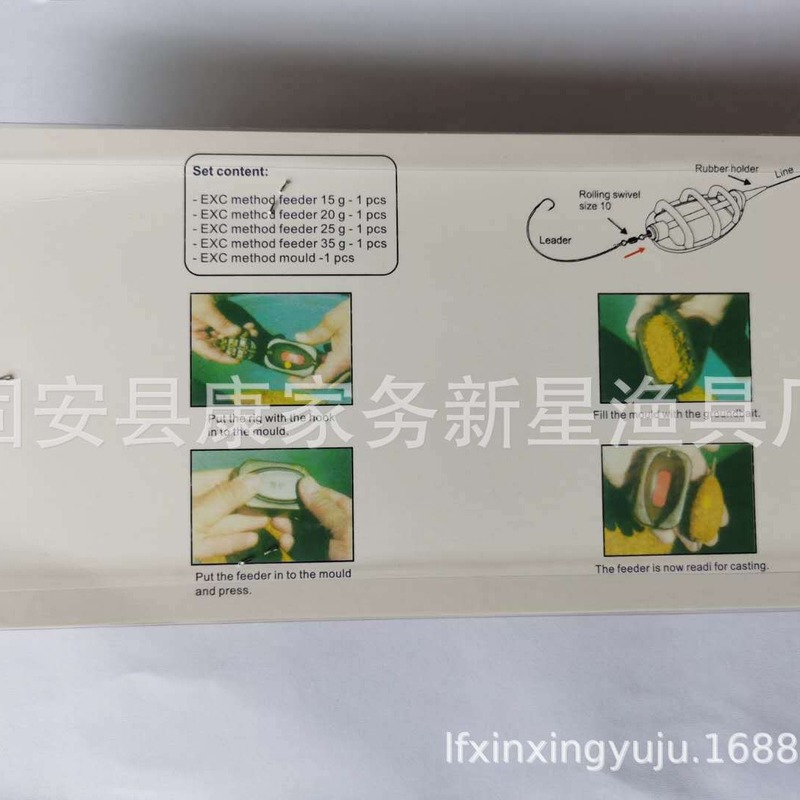 Set content:
- EXC method feeder 15 g - 1 pcs
- EXC method feeder 20 g - 1 pcs
- EXC method feeder 25 g - 1 pcs
- EXC method feeder 35 g - 1 pcs
- EXC method mould -1 pcs
Rubber holder
Line
Rolling swivel
size 10
Leader
Put the rig with the hook
in to the mould.
Fill the mould with the groundbait.
固安县康家务新星渔具厂
Put the feeder in to the mould
and press.
The feeder is now readi for casting.
lfxinxingyuju.1688